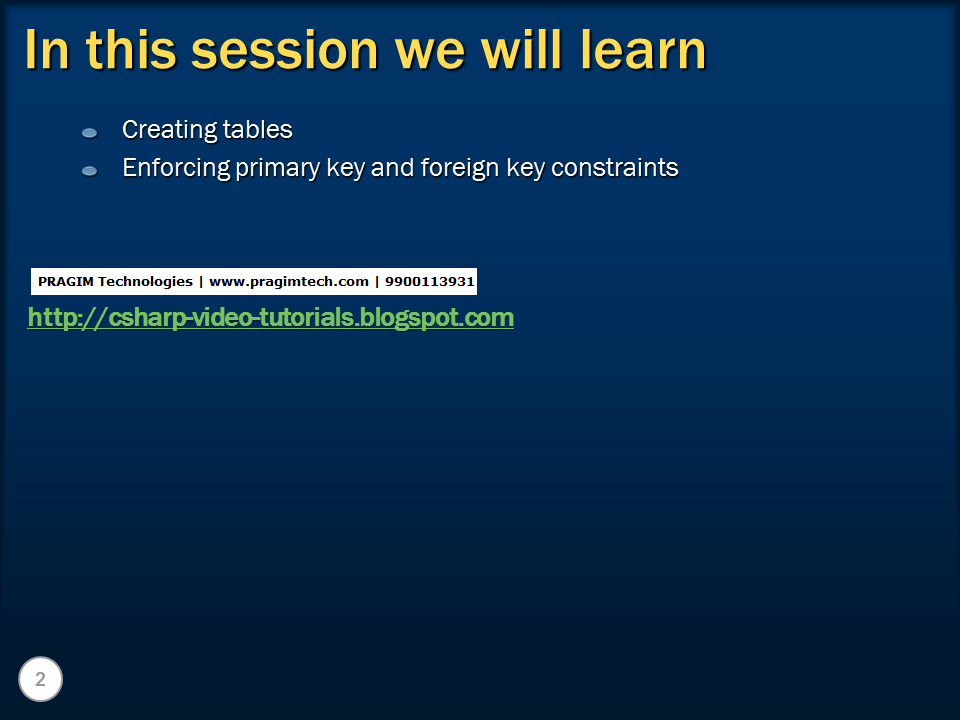 In this session we will learn
Creating tables
Enforcing primary key and foreign key constraints
PRAGIM Technologies | www.pragimtech.com | 9900113931
http://csharp-video-tutorials.blogspot.com
2